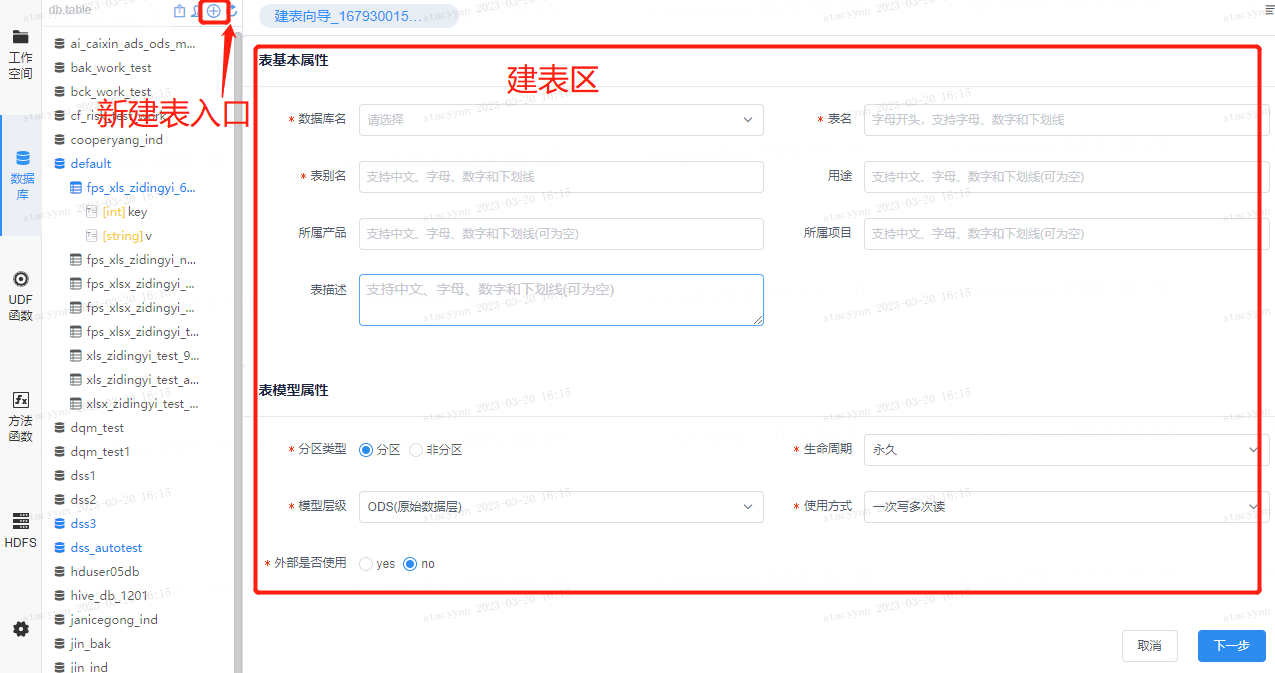 db.table
建表向导_167930015...
工作
空间
数据
库
UDF
函数
方法
函数
HDFS
ai_caixin_ads_ods_m...
bak_work_test
bck_work_test
新建表入口
cooperyang_ind
default
fps_xls_zidingyi_6...
[int] key
[string] v
fps_xls_zidingyi_n...
fps_xlsx_zidingyi_...
fps_xlsx_zidingyi_...
fps_xlsx_zidingyi_t...
xls_zidingyi_test_9...
xls_zidingyi_test_a...
xlsx_zidingyi_test_...
dqm_test
dqm_test1
dss1
dss2
dss3
dss_autotest
hduser05db
hive_db_1201
janicegong_ind
jin_bak
jin_ind
表基本属性
建表区
* 数据库名 请选择
* 表名 字母开头，支持字母、数字和下划线
* 表别名 支持中文、字母、数字和下划线
用途 支持中文、字母、数字和下划线(可为空)
所属产品 支持中文、字母、数字和下划线(可为空)
所属项目 支持中文、字母、数字和下划线(可为空)
表描述 支持中文、字母、数字和下划线(可为空)
表模型属性
* 分区类型 分区 非分区
* 生命周期 永久
* 模型层级 ODS(原始数据层)
* 使用方式 一次写多次读
* 外部是否使用 yes no
取消
下一步
stacyyan 2023-03-20 16:15